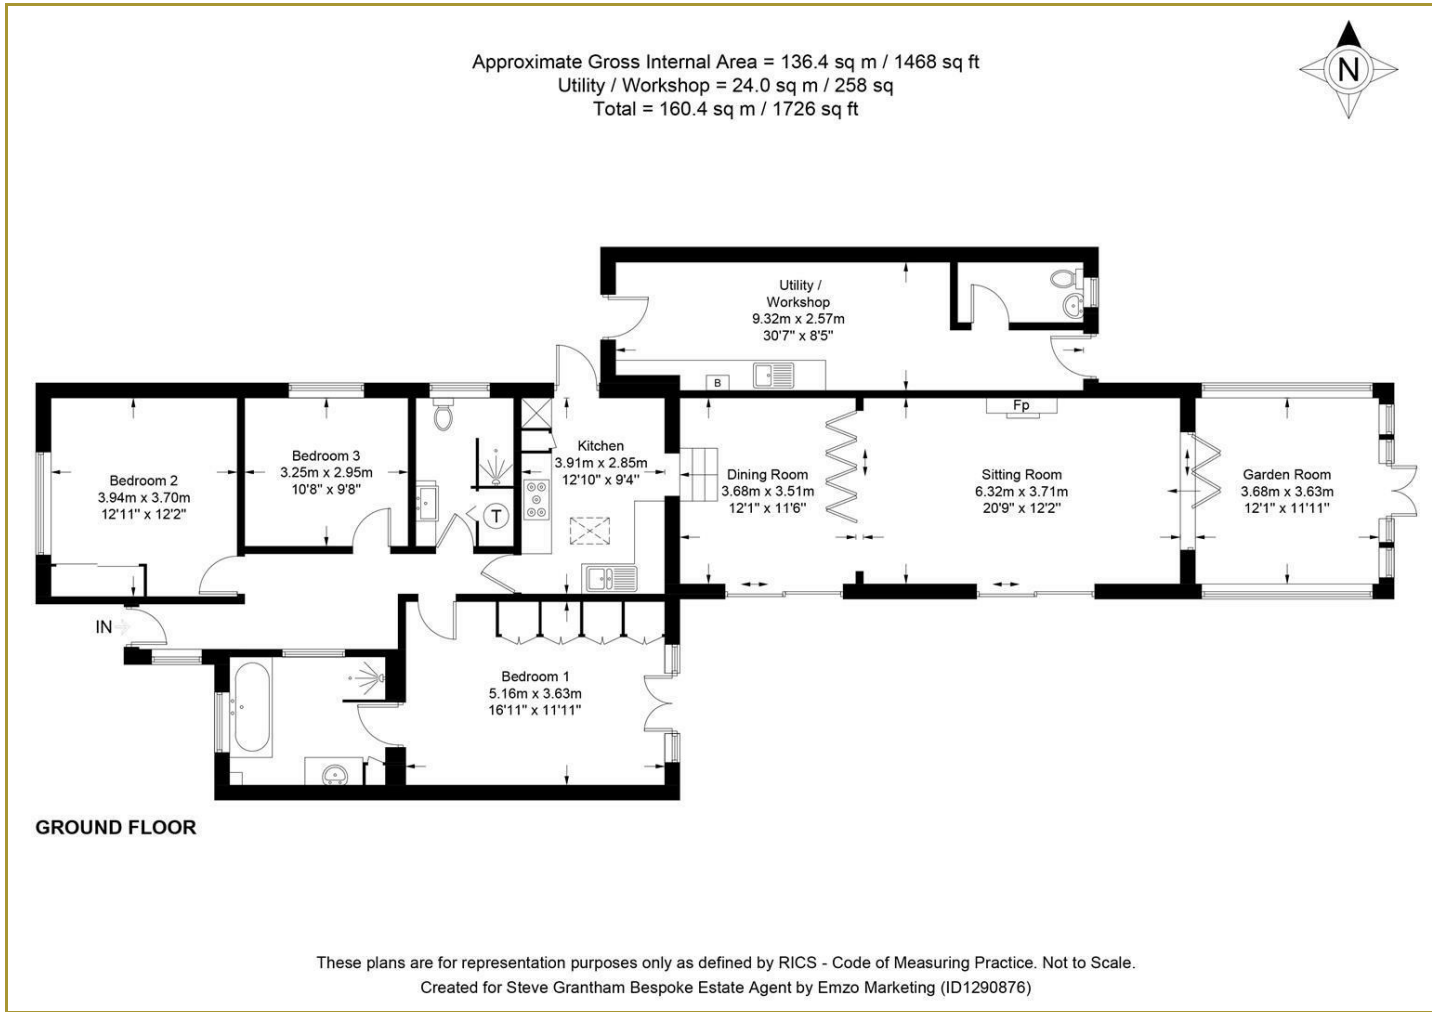 Approximate Gross Internal Area = 136.4 sq m / 1468 sq ft
Utility / Workshop = 24.0 sq m / 258 sq
Total = 160.4 sq m / 1726 sq ft
N
Utility /
Workshop
9.32m x 2.57m
30'7" x 8'5"
B
Fp
Bedroom 2
3.94m x 3.70m
12'11" x 12'2"
Bedroom 3
3.25m x 2.95m
10'8" x 9'8"
Kitchen
3.91m x 2.85m
12'10" x 9'4"
T
Dining Room
3.68m x 3.51m
12'1" x 11'6"
Sitting Room
6.32m x 3.71m
20'9" x 12'2"
Garden Room
3.68m x 3.63m
12'1" x 11'11"
IN
Bedroom 1
5.16m x 3.63m
16'11" x 11'11"
GROUND FLOOR
These plans are for representation purposes only as defined by RICS - Code of Measuring Practice. Not to Scale.
Created for Steve Grantham Bespoke Estate Agent by Emzo Marketing (ID1290876)